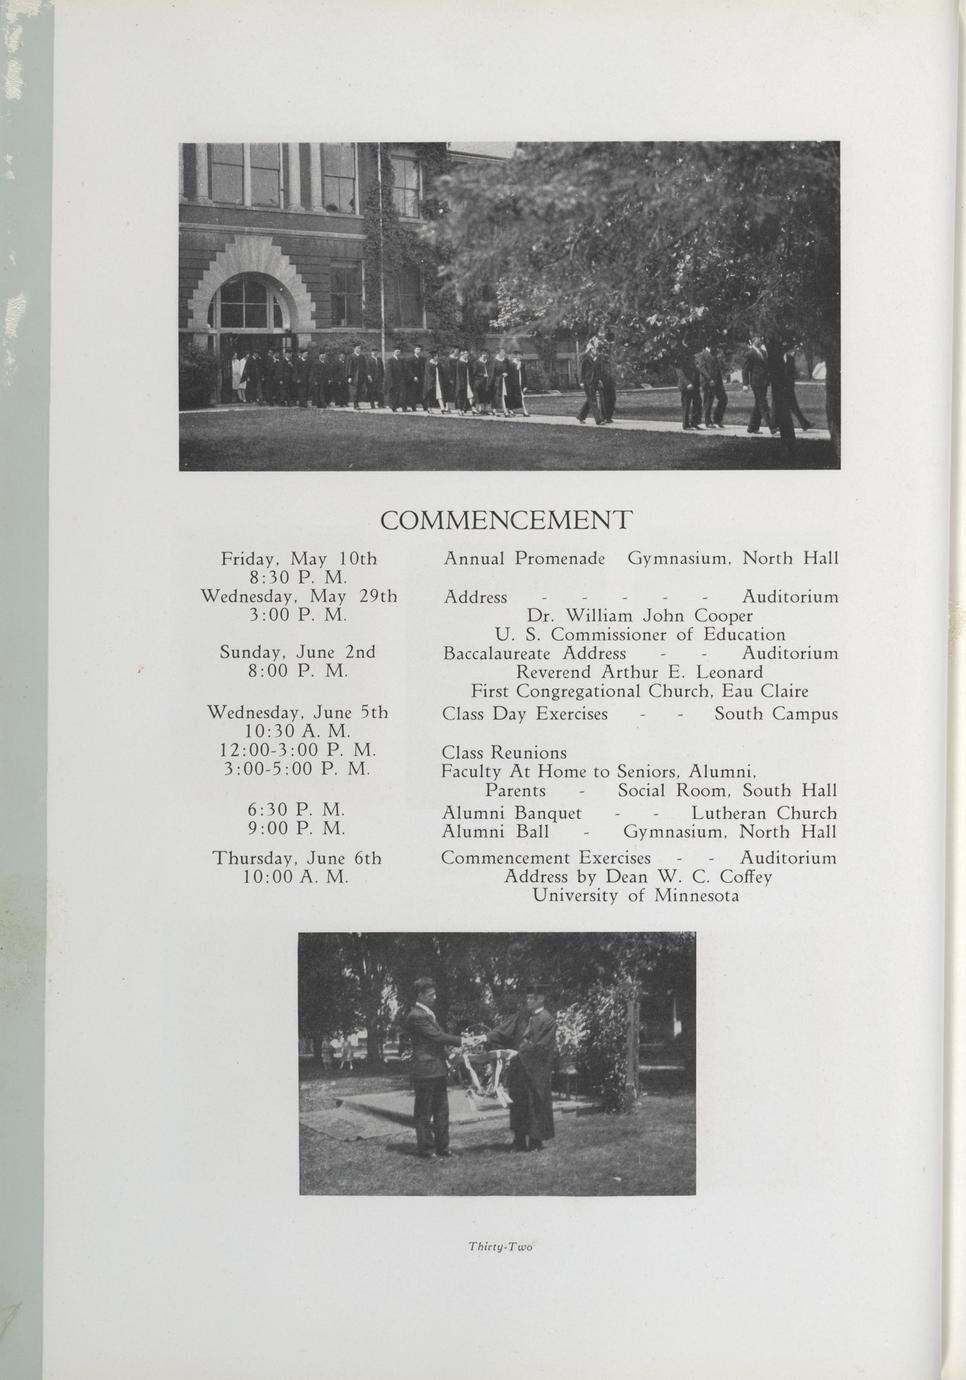 COMMENCEMENT
Friday, May 10th Annual Promenade Gymnasium, North Hall
8:30 P. M.
Wednesday, May 29th Address - - - - - Auditorium
3:00 P. M. Dr. William John Cooper
U. S. Commissioner of Education
Sunday, June 2nd Baccalaureate Address - - Auditorium
8:00 P. M. Reverend Arthur E. Leonard
First Congregational Church, Eau Claire
Wednesday, June 5th Class Day Exercises - - South Campus
10:30 A. M.
12:00-3:00 P. M. Class Reunions
3:00-5:00 P. M. Faculty At Home to Seniors, Alumni,
Parents - Social Room, South Hall
6:30 P. M. Alumni Banquet - - Lutheran Church
9:00 P. M. Alumni Ball - Gymnasium, North Hall
Thursday, June 6th Commencement Exercises - - Auditorium
10:00 A. M. Address by Dean W. C. Coffey
University of Minnesota
Thirty-Two